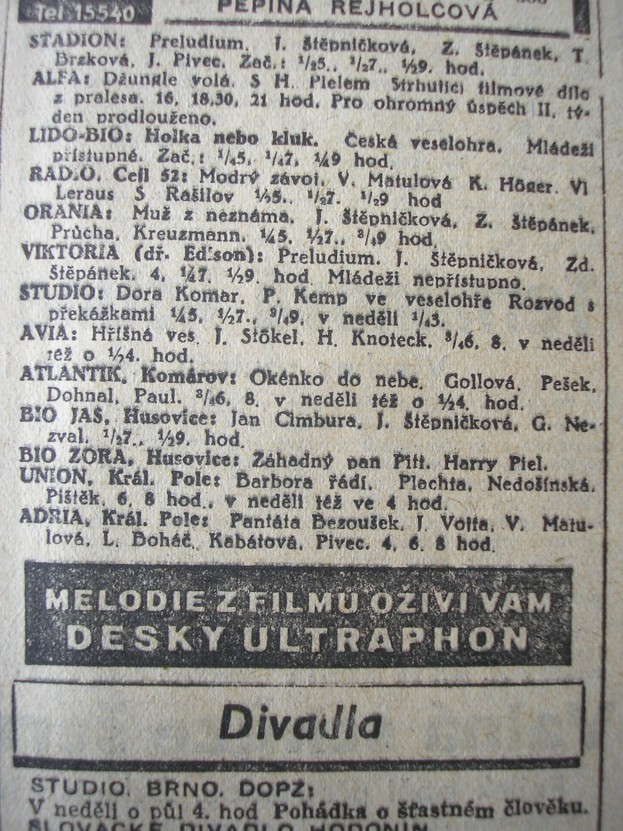 Tel 15540
PEPINA REJHOLCOVÁ
STADION: Preludium. J. Štěpničková, Z. Štěpánek, T.
Brzková, J. Pivec. Zač.: ¼5., ½7., ½9. hod.
ALFA: Džungle volá. S H. Pielem Strhující filmové dílo
z pralesa. 16, 18,30, 21 hod. Pro ohromný úspěch II. tý-
den prodlouženo.
LIDO-BIO: Holka nebo kluk. Česká veselohra. Mládeži
přístupné. Zač.: ¼5, ¼7, ¼9 hod.
RADIO. Cejl 52: Modrý závoj, V. Matulová K. Höger. Vl
Leraus S Rašilov ½5., ½7. ½9 hod
ORANIA: Muž z neznáma. J. Štěpničková, Z. Štěpánek,
Průcha, Kreuzmann, ¼5. ½7., ¾9 hod.
VIKTORIA (dř. Edison): Preludium. J. Štěpničková, Zd.
Štěpánek. 4, ¼7. ½9. hod. Mládeži nepřístupno.
STUDIO: Dora Komar, P. Kemp ve veselohře Rozvod s
překážkami ¼5, ½7., ¾9, v neděli ½3.
AVIA: Hříšná ves. J. Stökel, H. Knoteck, ¾6, 8. v neděli
též o ½4. hod.
ATLANTIK, Komárov: Okénko do nebe. Gollová, Pešek,
Dohnal, Paul. ¾6, 8, v neděli též o ½4. hod.
BIO JAS, Husovice: Jan Cimbura, J. Štěpničková, G. Ne-
zval. ½7., ½9. hod.
BIO ZORA, Husovice: Záhadný pan Pitt. Harry Piel.
UNION, Král. Pole: Barbora řádí. Plachta, Nedošínská,
Pištěk, 6, 8 hod., v neděli též ve 4 hod.
ADRIA, Král. Pole: Pantáta Bezoušek, J. Vojta, V. Matu-
lová, L. Boháč, Kabátová, Pivec. 4, 6, 8 hod.
MELODIE Z FILMU OŽIVÍ VÁM
DESKY ULTRAPHON
Divadla
STUDIO. BRNO. DOPZ:
V neděli o půl 4. hod Pohádka o šťastném člověku.
SLOVÁCKÉ DIVADLO HODONÍN